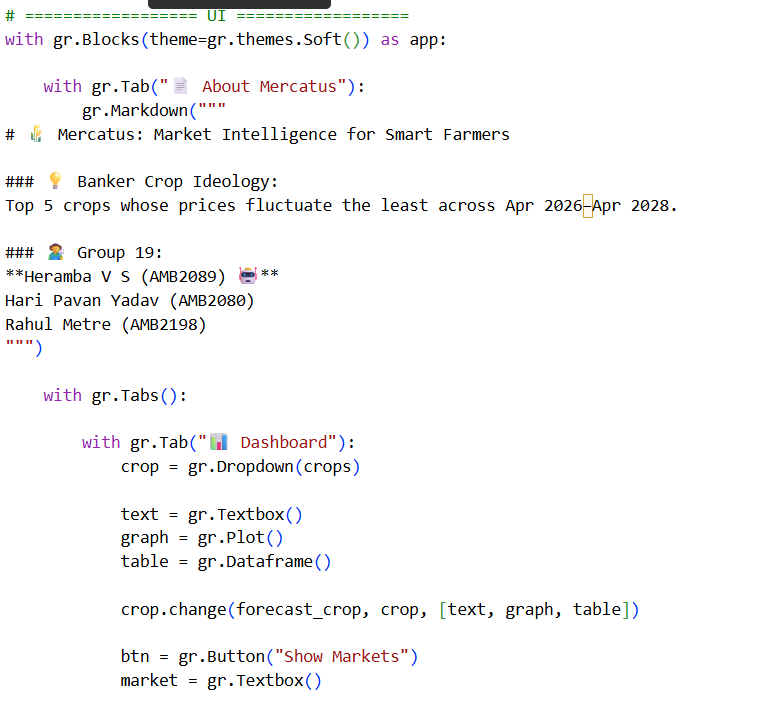 # ================== UI ==================
with gr.Blocks(theme=gr.themes.Soft()) as app:
with gr.Tab("📄 About Mercatus"):
gr.Markdown("""
# 🌾 Mercatus: Market Intelligence for Smart Farmers
### 💡 Banker Crop Ideology:
Top 5 crops whose prices fluctuate the least across Apr 2026–Apr 2028.
### 👨‍🌾 Group 19:
**Heramba V S (AMB2089) 🤖**
Hari Pavan Yadav (AMB2080)
Rahul Metre (AMB2198)
""")
with gr.Tabs():
with gr.Tab("📊 Dashboard"):
crop = gr.Dropdown(crops)
text = gr.Textbox()
graph = gr.Plot()
table = gr.Dataframe()
crop.change(forecast_crop, crop, [text, graph, table])
btn = gr.Button("Show Markets")
market = gr.Textbox()